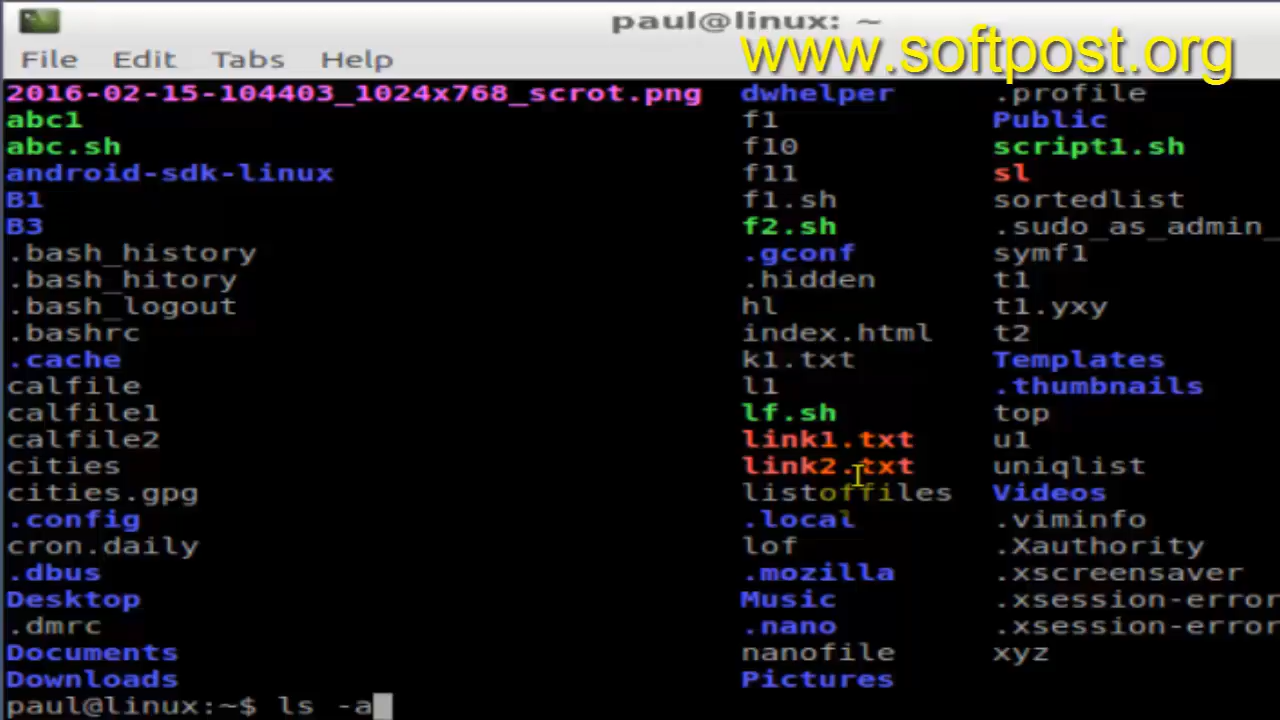 paul@linux: ~
www.softpost.org
File Edit Tabs Help
2016-02-15-104403_1024x768_scrot.png dwhelper .profile
abc1 f1 Public
abc.sh f10 script1.sh
android-sdk-linux f11 sl
B1 f1.sh sortedlist
B3 f2.sh .sudo_as_admin_
.bash_history .gconf symf1
.bash_hitory .hidden t1
.bash_logout hl t1.yxy
.bashrc index.html t2
.cache k1.txt Templates
calfile l1 .thumbnails
calfile1 lf.sh top
calfile2 link1.txt u1
cities link2.txt uniqlist
cities.gpg listoffiles Videos
.config .local .viminfo
cron.daily lof .Xauthority
.dbus .mozilla .xscreensaver
Desktop Music .xsession-error
.dmrc .nano .xsession-error
Documents nanofile xyz
Downloads Pictures
paul@linux:~$ ls -a